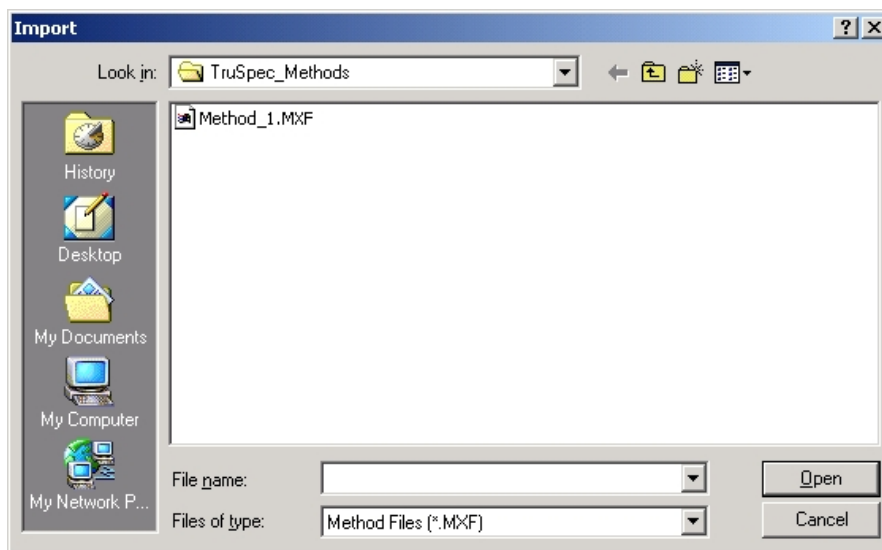 Import
Look in: TruSpec_Methods
Method_1.MXF
History
Desktop
My Documents
My Computer
My Network P...
File name:
Open
Files of type: Method Files (*.MXF)
Cancel